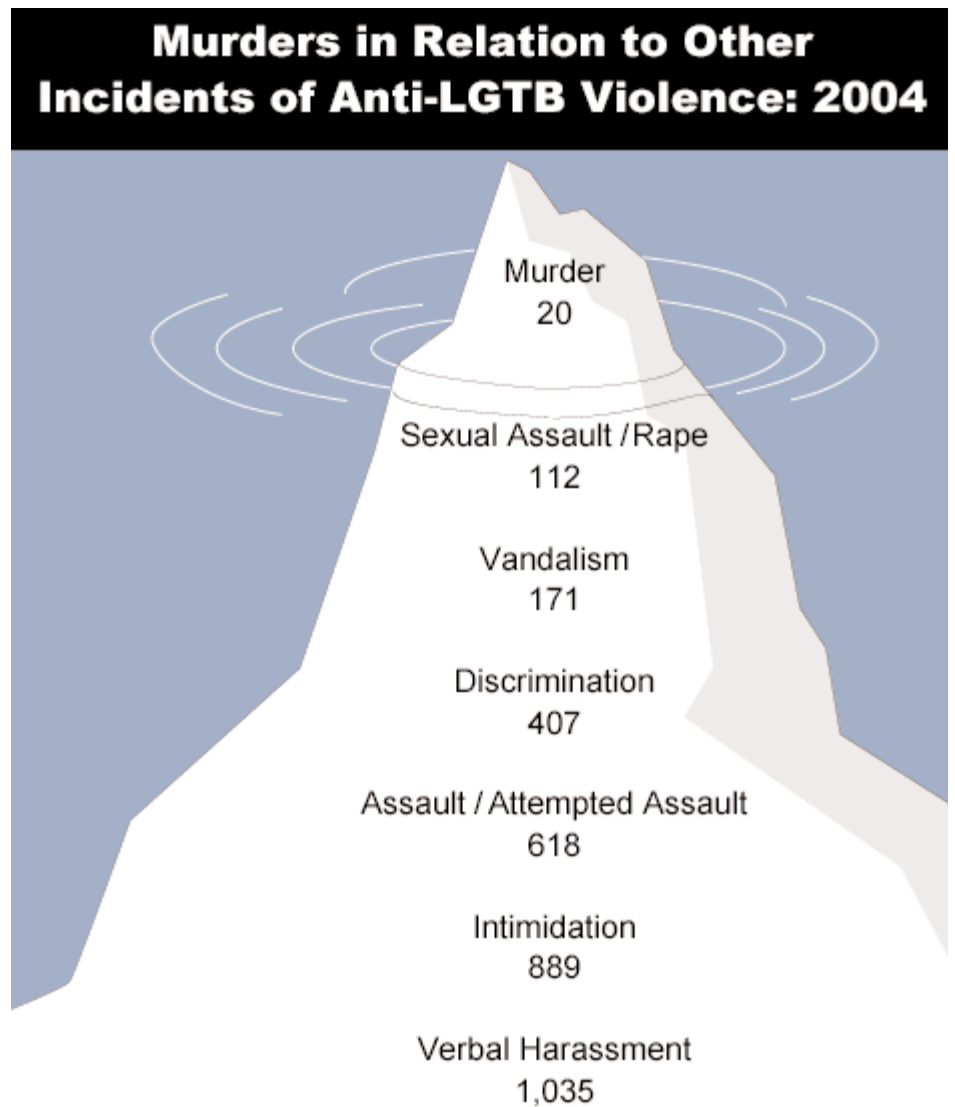 Murders in Relation to Other
Incidents of Anti-LGTB Violence: 2004
Murder
20
Sexual Assault / Rape
112
Vandalism
171
Discrimination
407
Assault / Attempted Assault
618
Intimidation
889
Verbal Harassment
1,035